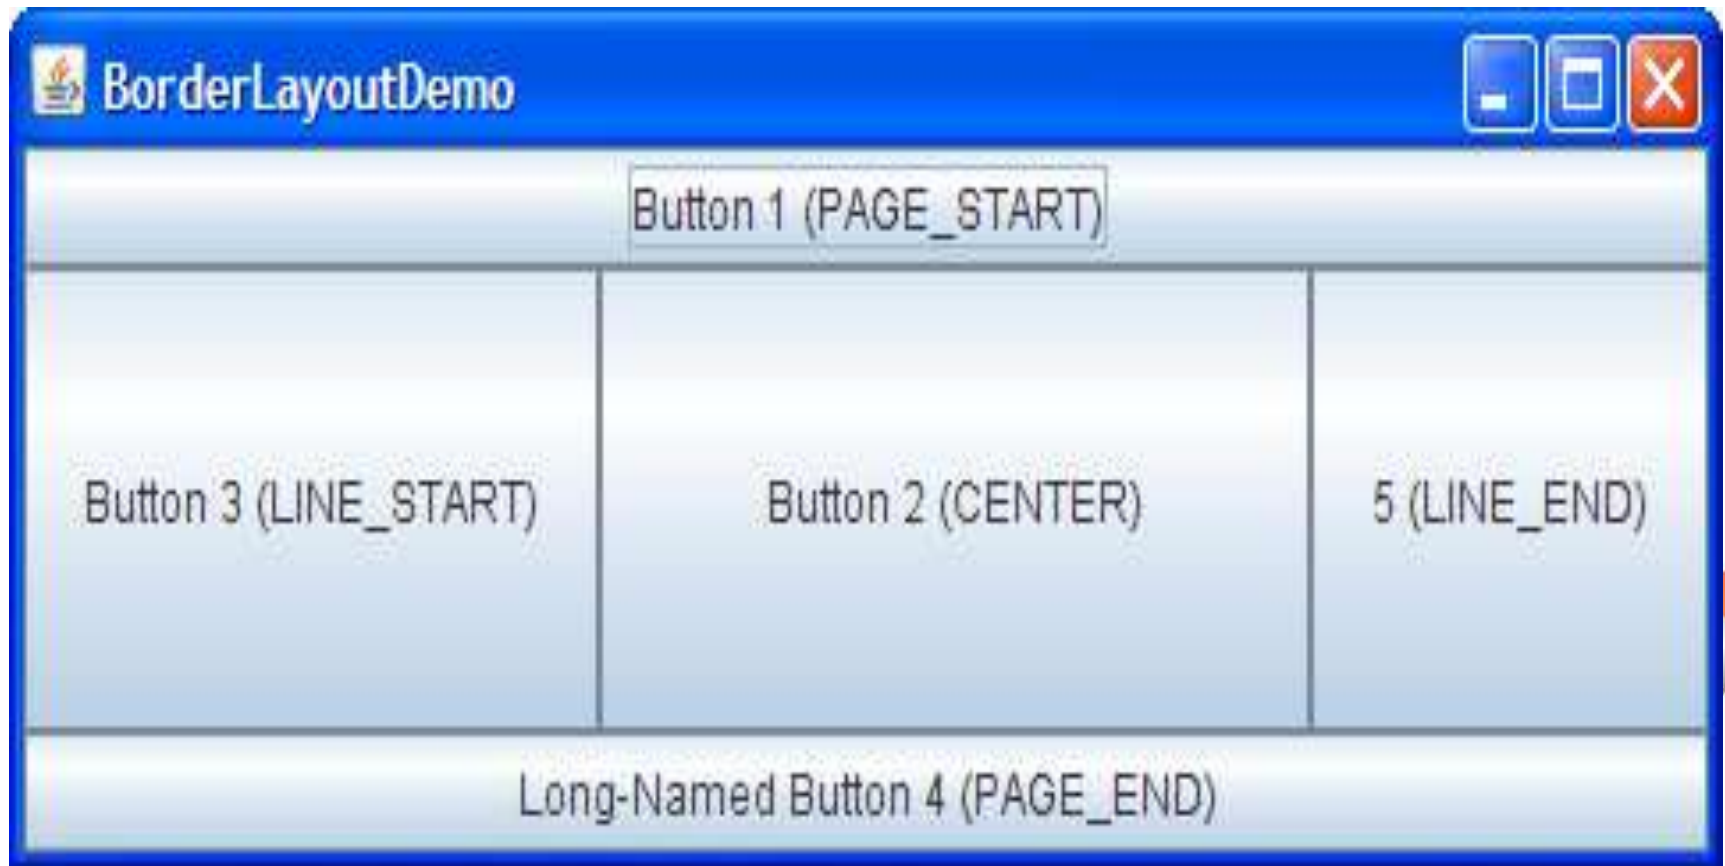 BorderLayoutDemo
Button 1 (PAGE_START)
Button 3 (LINE_START)
Button 2 (CENTER)
5 (LINE_END)
Long-Named Button 4 (PAGE_END)